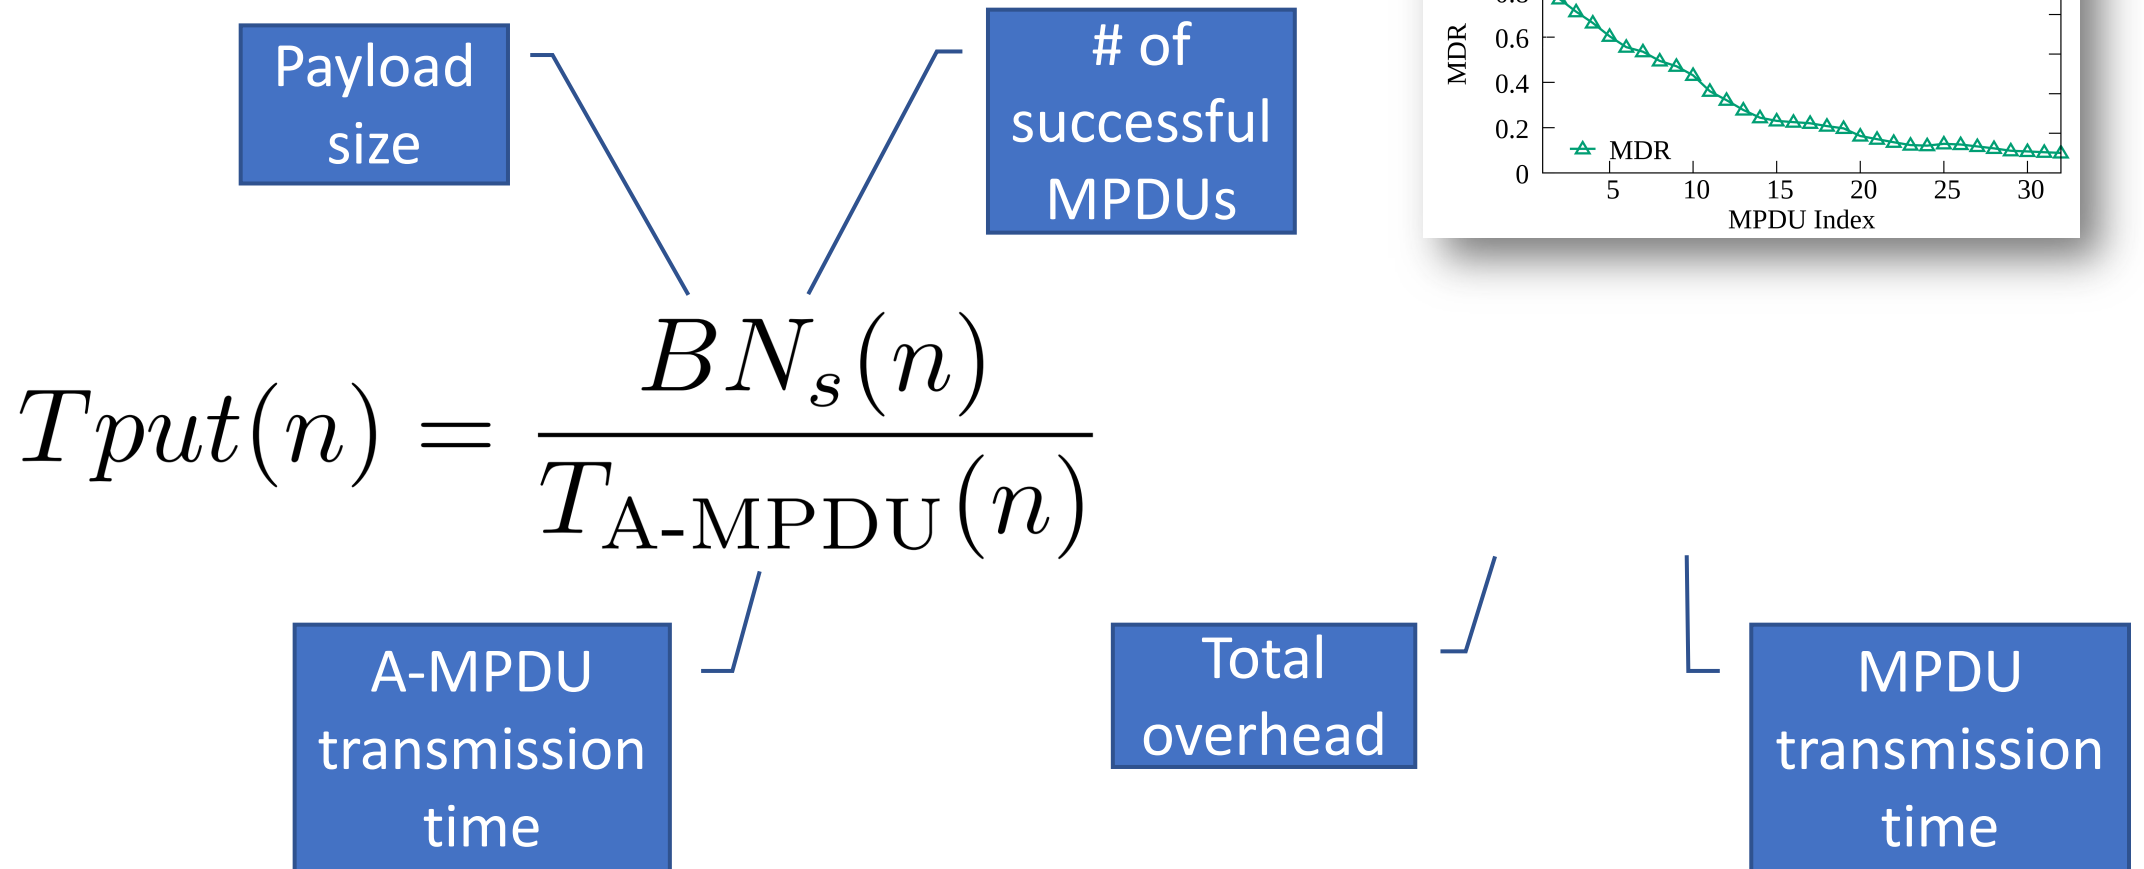 Payload
size
# of
successful
MPDUs
MDR
0.6
0.4
0.2
0
MDR
5 10 15 20 25 30
MPDU Index
Tput(n) = BN_s(n) / T_A-MPDU(n)
A-MPDU
transmission
time
Total
overhead
MPDU
transmission
time